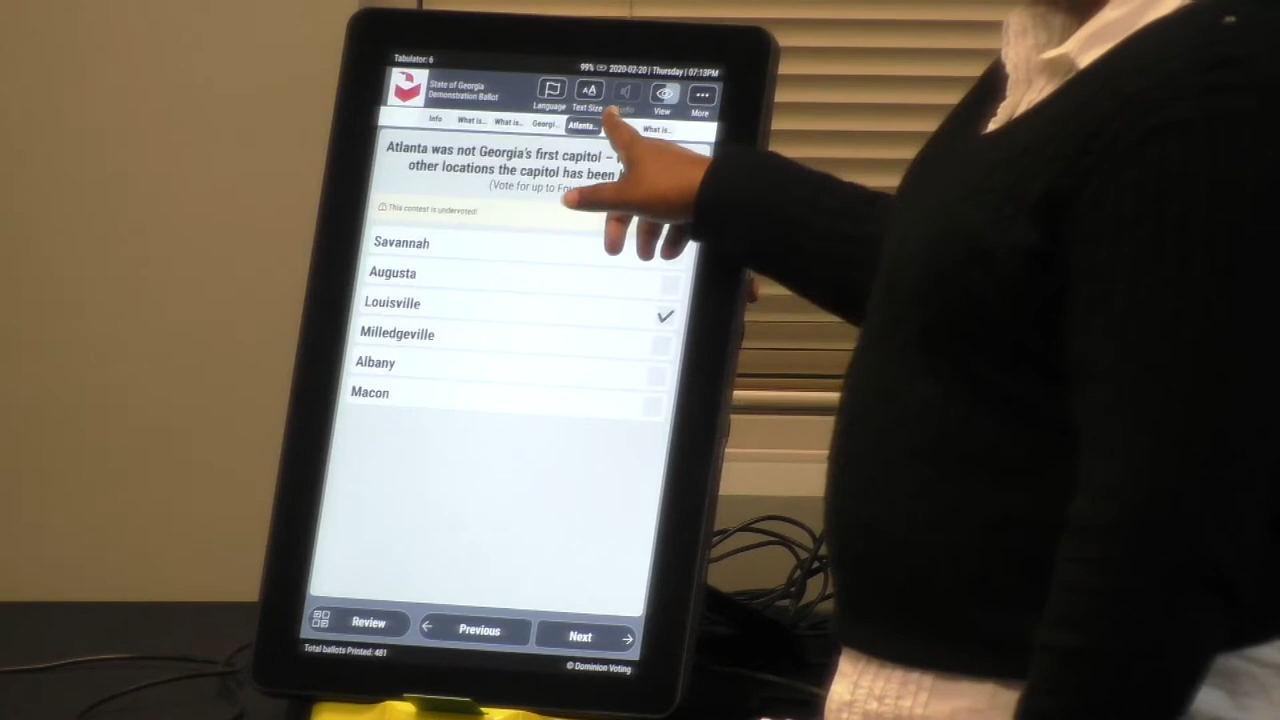 Tabulator: 6
99% 2020-02-20 | Thursday | 07:13PM
State of Georgia
Demonstration Ballot
Language
Text Size
View
More
Info
What is...
What is...
Georgi...
Atlanta...
What is...
Atlanta was not Georgia's first capitol –
other locations the capitol has been
(Vote for up to
This contest is undervoted!
Savannah
Augusta
Louisville
Milledgeville
Albany
Macon
Review
Previous
Next
Total ballots Printed: 481
© Dominion Voting